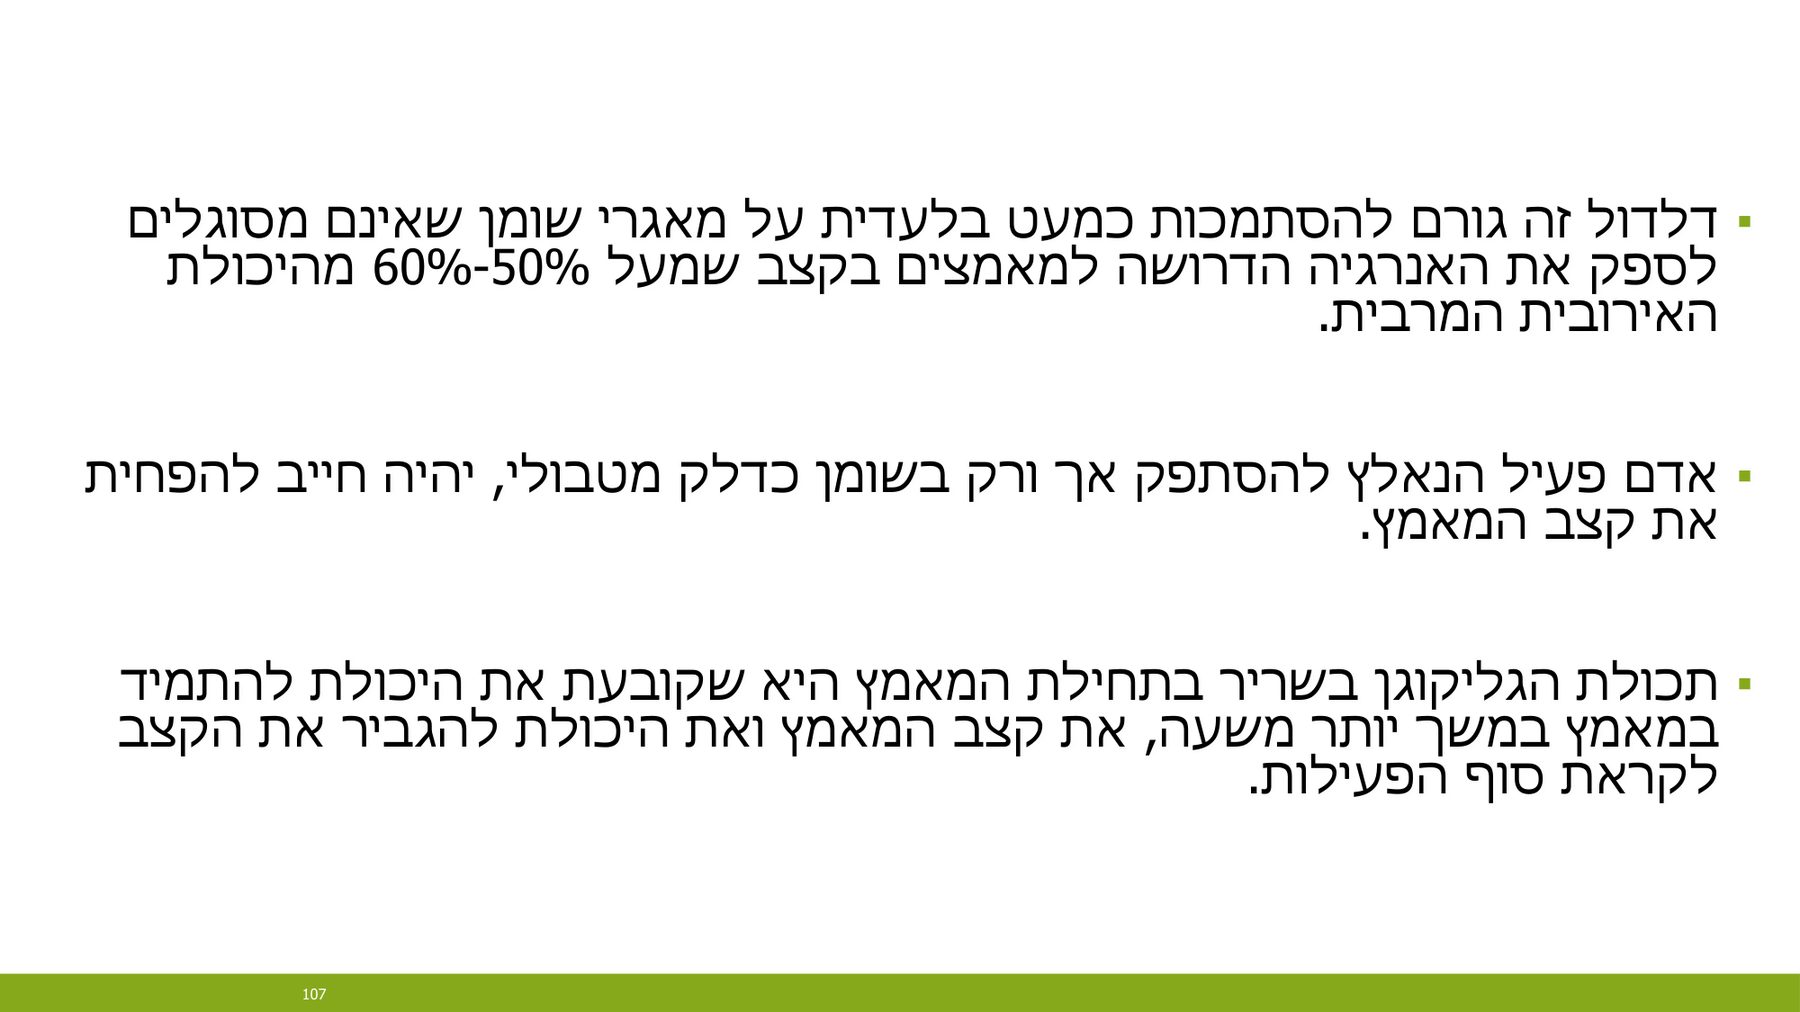 דלדול זה גורם להסתמכות כמעט בלעדית על מאגרי שומן שאינם מסוגלים
לספק את האנרגיה הדרושה למאמצים בקצב שמעל 50%-60% מהיכולת
האירובית המרבית.
אדם פעיל הנאלץ להסתפק אך ורק בשומן כדלק מטבולי, יהיה חייב להפחית
את קצב המאמץ.
תכולת הגליקוגן בשריר בתחילת המאמץ היא שקובעת את היכולת להתמיד
במאמץ במשך יותר משעה, את קצב המאמץ ואת היכולת להגביר את הקצב
לקראת סוף הפעילות.
107